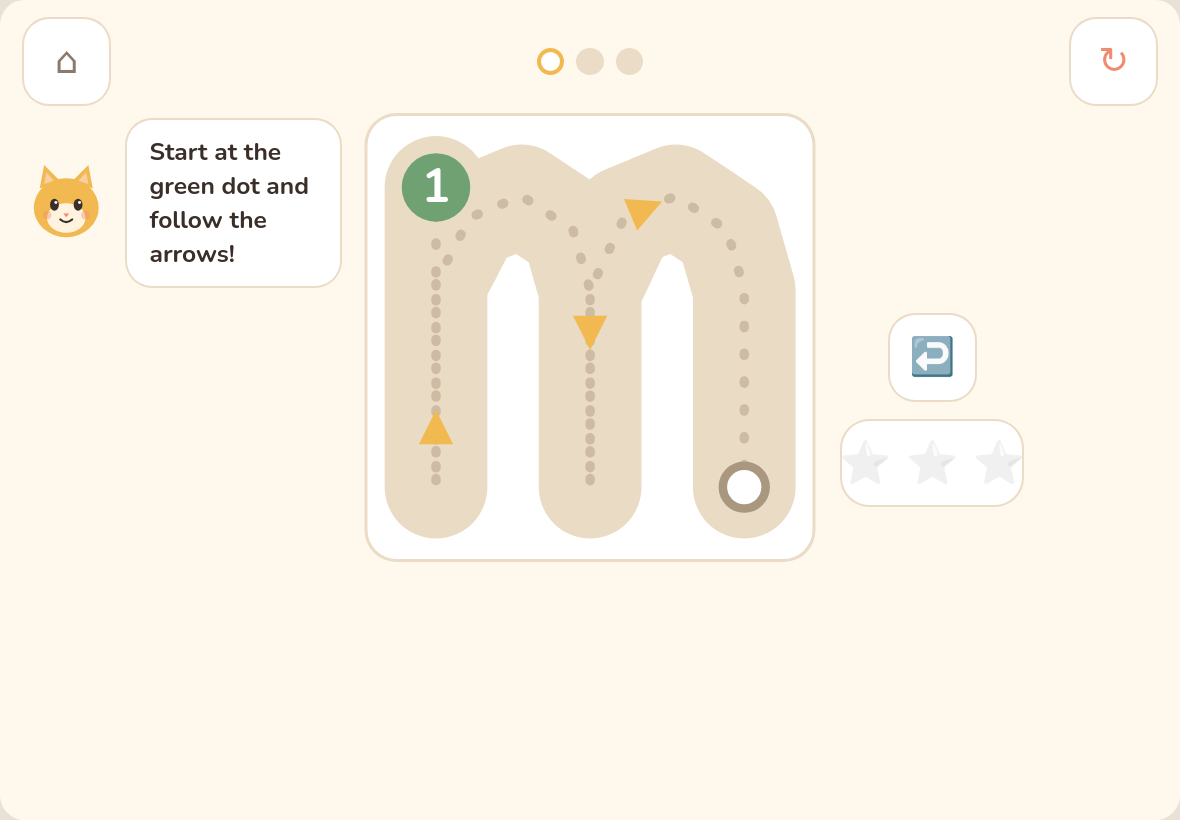 Start at the
green dot and
follow the
arrows!
1